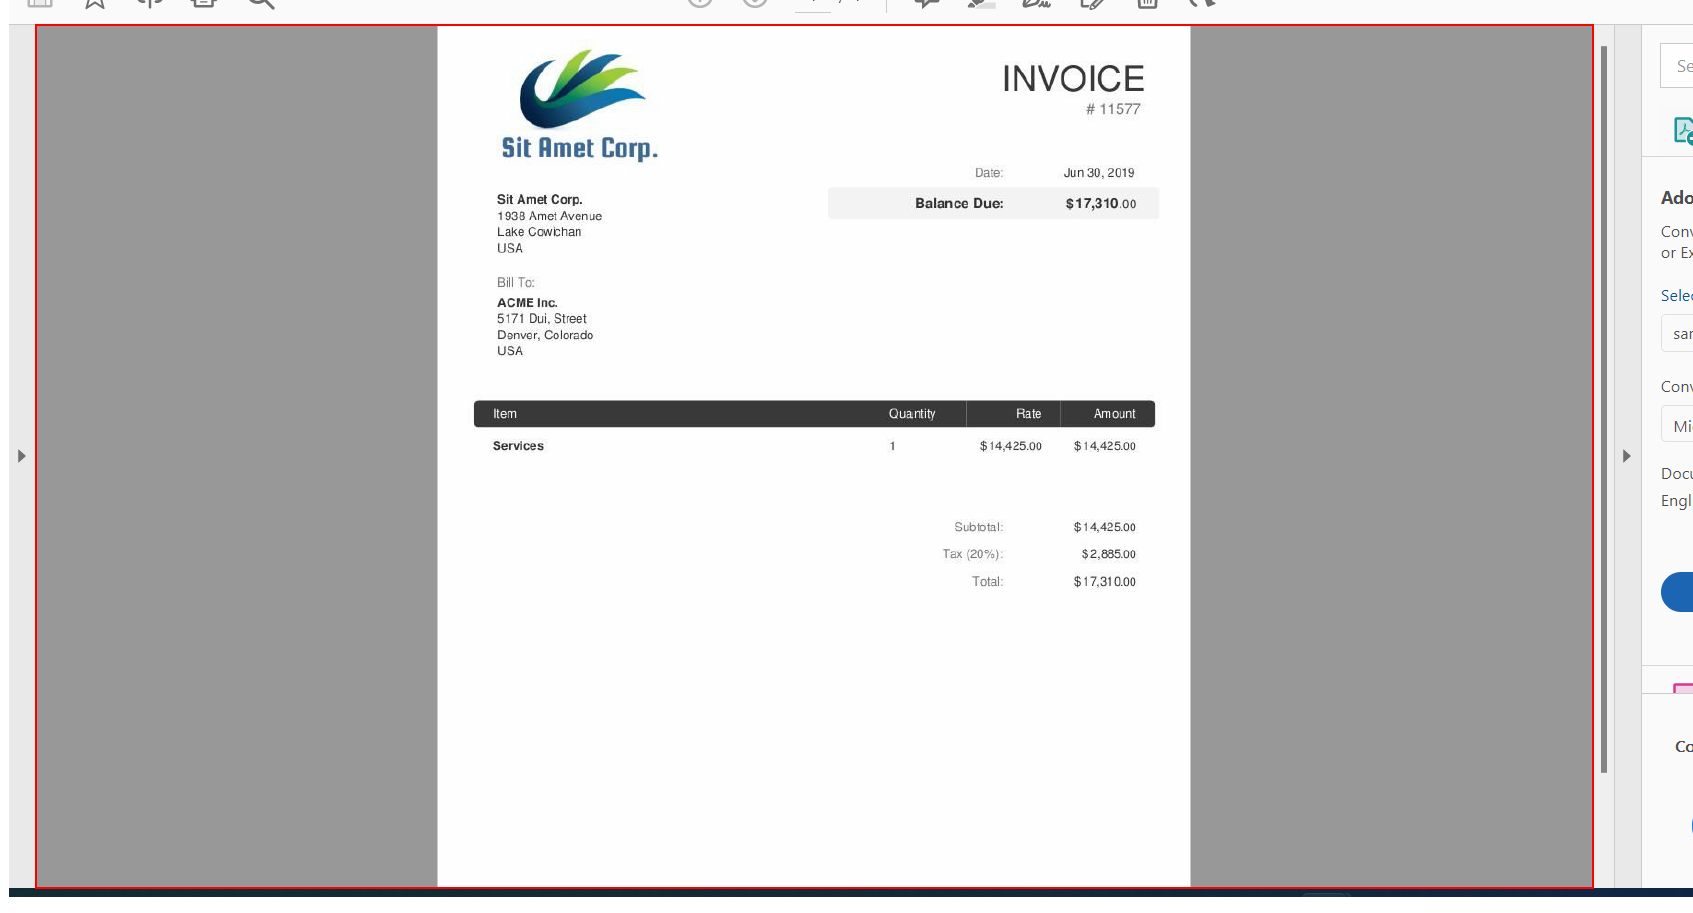 Sit Amet Corp.
INVOICE
# 11577
Date: Jun 30, 2019
Balance Due: $17,310.00
Sit Amet Corp.
1938 Amet Avenue
Lake Cowichan
USA
Bill To:
ACME Inc.
5171 Dui, Street
Denver, Colorado
USA
Item Quantity Rate Amount
Services 1 $14,425.00 $14,425.00
Subtotal: $14,425.00
Tax (20%): $2,885.00
Total: $17,310.00
Se
Ado
Conv
or Ex
Selec
sar
Conv
Mi
Docu
Engl
Co